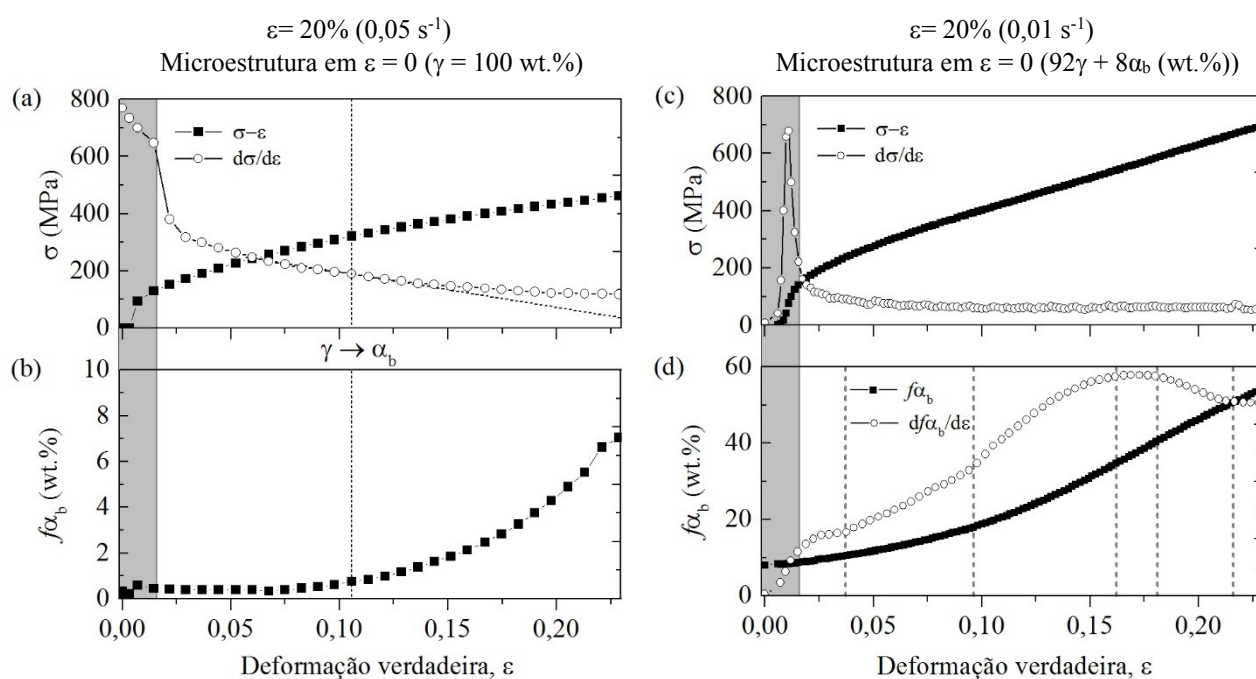 ε= 20% (0,05 s⁻¹)
Microestrutura em ε = 0 (γ = 100 wt.%)
ε= 20% (0,01 s⁻¹)
Microestrutura em ε = 0 (92γ + 8αb (wt.%))
(a)
800
600
400
200
0
σ (MPa)
σ−ε
dσ/dε
γ → αb
(b)
10
8
6
4
2
0
fαb (wt.%)
0,00 0,05 0,10 0,15 0,20
Deformação verdadeira, ε
(c)
800
600
400
200
0
σ (MPa)
σ−ε
dσ/dε
(d)
60
40
20
0
fαb (wt.%)
fαb
dfαb/dε
0,00 0,05 0,10 0,15 0,20
Deformação verdadeira, ε